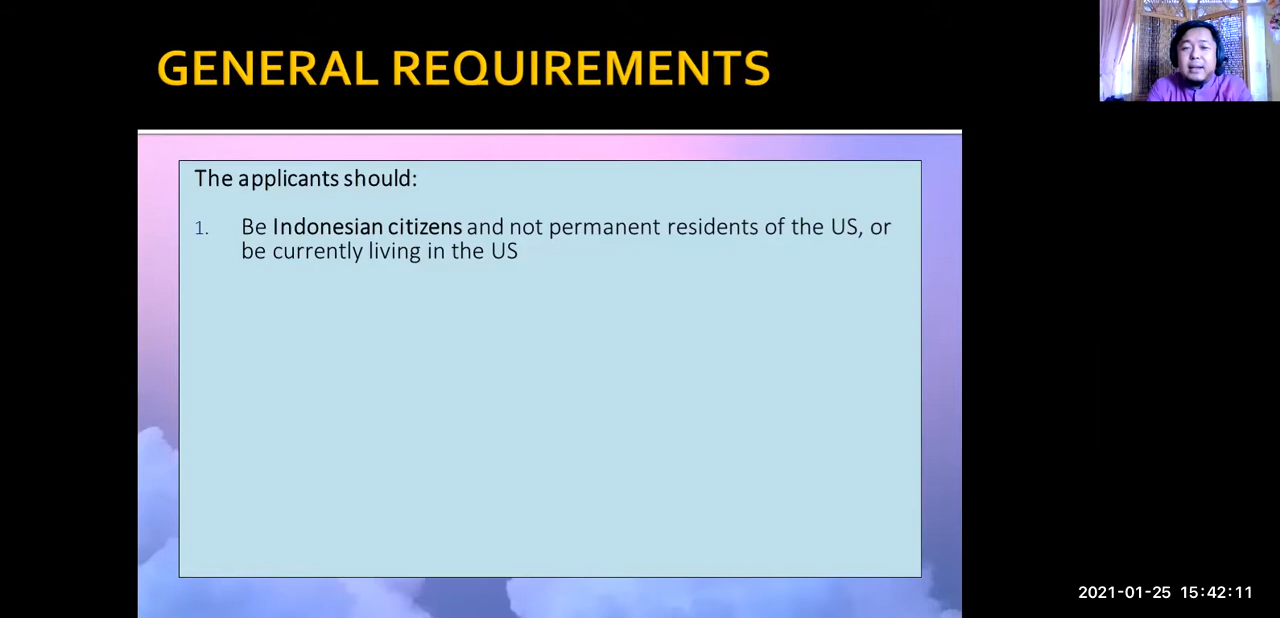 GENERAL REQUIREMENTS
The applicants should:
1. Be Indonesian citizens and not permanent residents of the US, or
be currently living in the US
2021-01-25 15:42:11